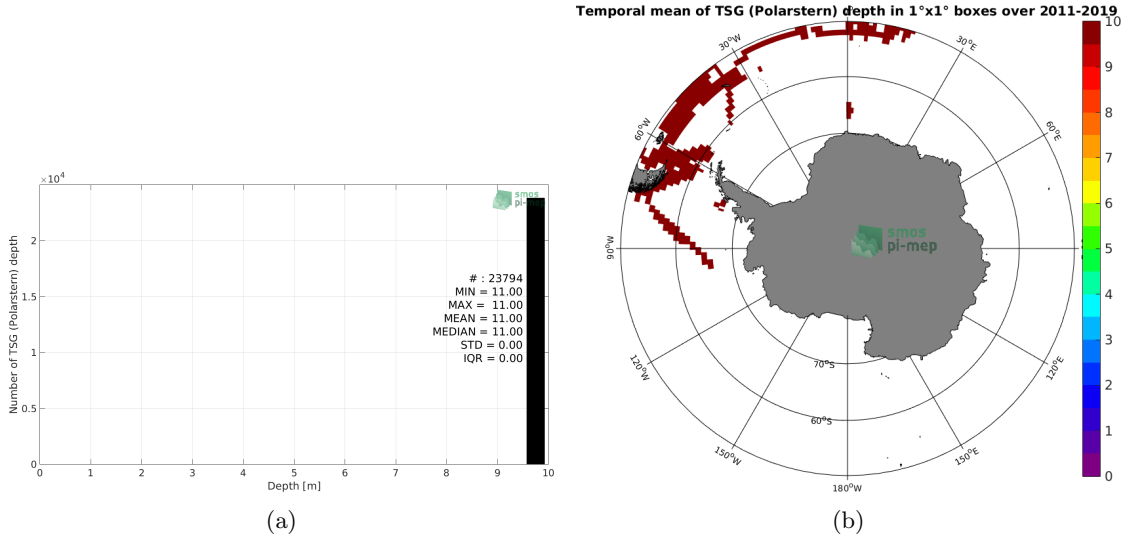 Temporal mean of TSG (Polarstern) depth in 1°x1° boxes over 2011-2019
×10⁴
2
1.5
1
0.5
0
Number of TSG (Polarstern) depth
smos
pi-mep
# : 23794
MIN = 11.00
MAX = 11.00
MEAN = 11.00
MEDIAN = 11.00
STD = 0.00
IQR = 0.00
0 1 2 3 4 5 6 7 8 9 10
Depth [m]
(a)
30°W
30°E
60°W
60°E
90°W
120°W
120°E
150°W
150°E
180°W
70°S
60°S
smos
pi-mep
10
9
8
7
6
5
4
3
2
1
0
(b)